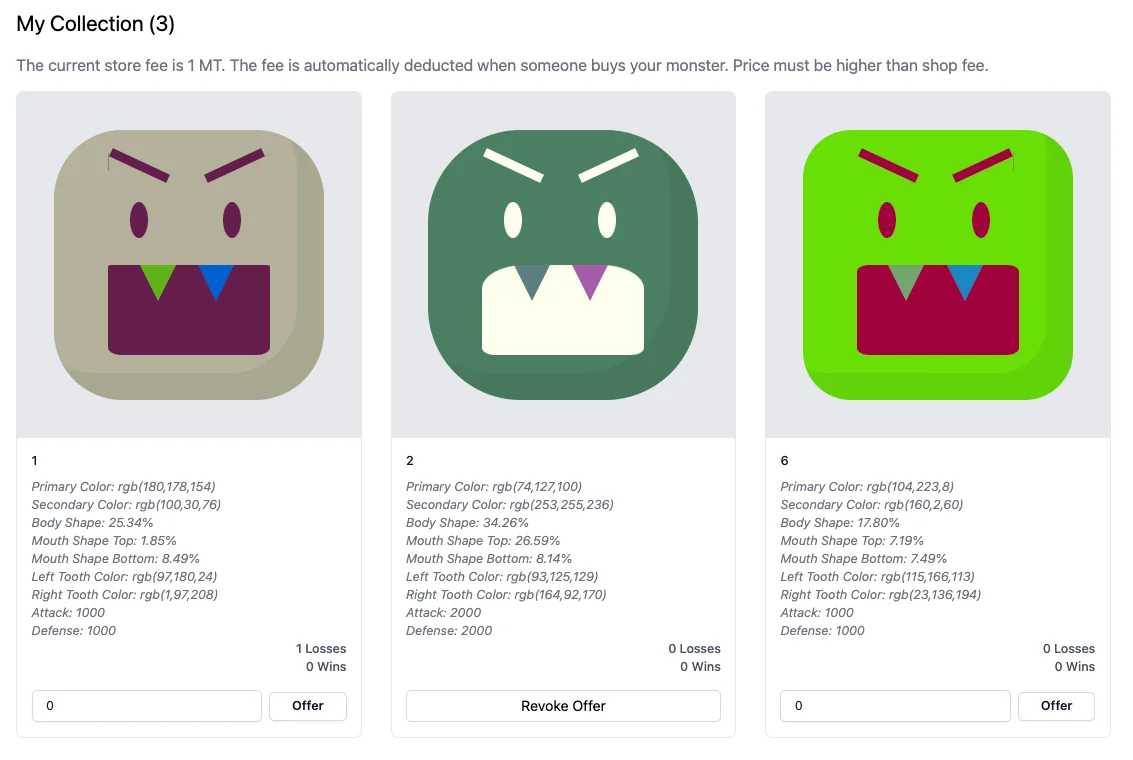 My Collection (3)
The current store fee is 1 MT. The fee is automatically deducted when someone buys your monster. Price must be higher than shop fee.
1
Primary Color: rgb(180,178,154)
Secondary Color: rgb(100,30,76)
Body Shape: 25.34%
Mouth Shape Top: 1.85%
Mouth Shape Bottom: 8.49%
Left Tooth Color: rgb(97,180,24)
Right Tooth Color: rgb(1,97,208)
Attack: 1000
Defense: 1000
1 Losses
0 Wins
0
Offer
2
Primary Color: rgb(74,127,100)
Secondary Color: rgb(253,255,236)
Body Shape: 34.26%
Mouth Shape Top: 26.59%
Mouth Shape Bottom: 8.14%
Left Tooth Color: rgb(93,125,129)
Right Tooth Color: rgb(164,92,170)
Attack: 2000
Defense: 2000
0 Losses
0 Wins
Revoke Offer
6
Primary Color: rgb(104,223,8)
Secondary Color: rgb(160,2,60)
Body Shape: 17.80%
Mouth Shape Top: 7.19%
Mouth Shape Bottom: 7.49%
Left Tooth Color: rgb(115,166,113)
Right Tooth Color: rgb(23,136,194)
Attack: 1000
Defense: 1000
0 Losses
0 Wins
0
Offer